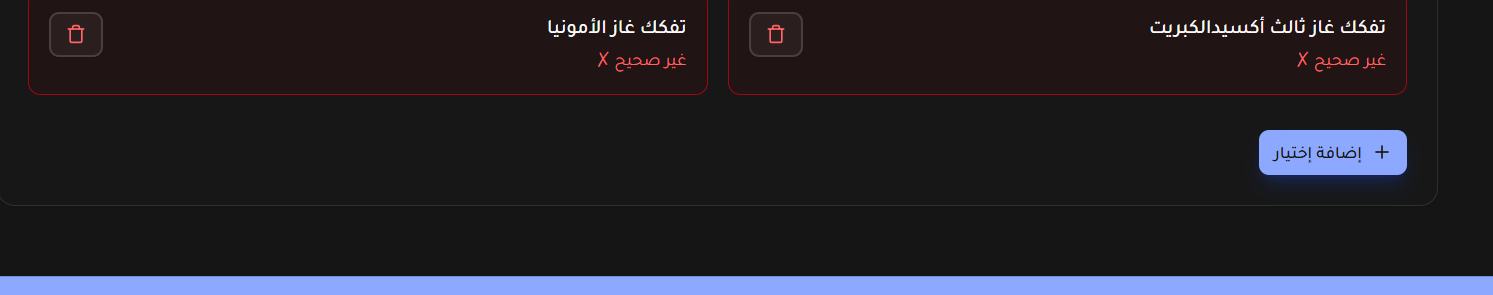 تفكك غاز ثالث أكسيدالكبريت
غير صحيح ✗
تفكك غاز الأمونيا
غير صحيح ✗
+ إضافة إختيار